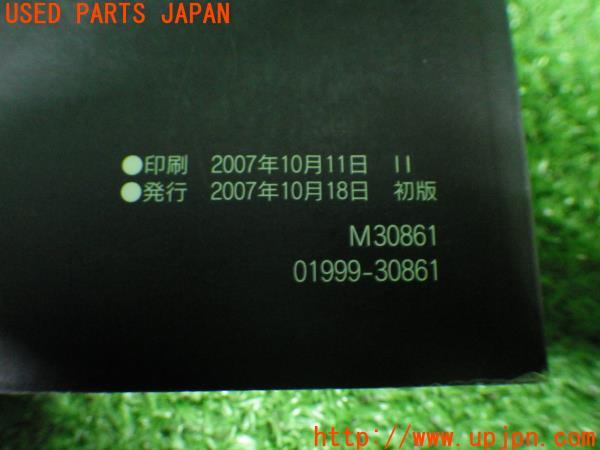 USED PARTS JAPAN
●印刷 2007年10月11日 II
●発行 2007年10月18日 初版
M30861
01999-30861
http://www.upjpn.com